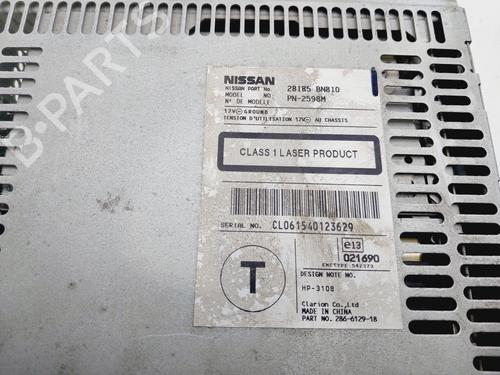 B-PARTS
NISSAN
NISSAN PART No. 28185 BN810
MODEL NO. PN-2598M
N° DE MODELE
12V⊖GROUND
TENSION D'UTILISATION 12V⊖ AU CHASSIS
CLASS 1 LASER PRODUCT
SERIAL NO. CL061540123629
e13
021690
ENCTYPE 542373
T
DESIGN NOTE NO.
HP-3108
Clarion Co.,Ltd
MADE IN CHINA
PART NO. 286-6129-18